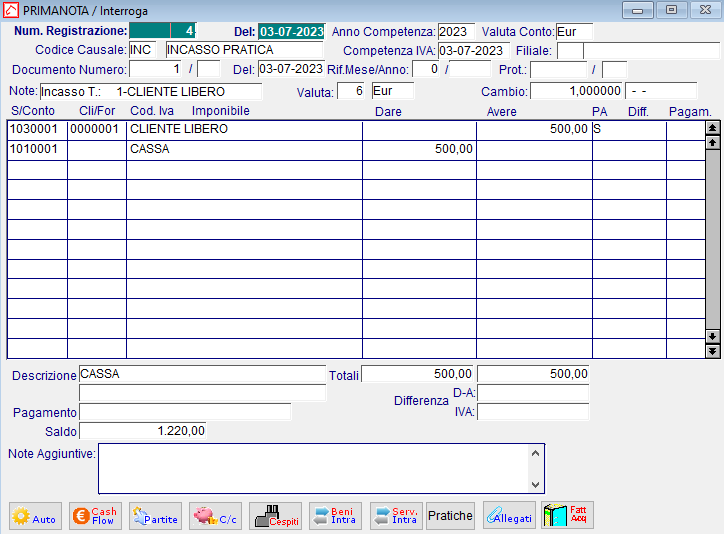 PRIMANOTA / Interroga
Num. Registrazione: 4 Del: 03-07-2023 Anno Competenza: 2023 Valuta Conto: Eur
Codice Causale: INC INCASSO PRATICA Competenza IVA: 03-07-2023 Filiale:
Documento Numero: 1 / Del: 03-07-2023 Rif.Mese/Anno: 0 / Prot.: /
Note: Incasso T.: 1-CLIENTE LIBERO Valuta: 6 Eur Cambio: 1,000000 - -
S/Conto Cli/For Cod. Iva Imponibile Dare Avere PA Diff. Pagam.
1030001 0000001 CLIENTE LIBERO 500,00 S
1010001 CASSA 500,00
Descrizione CASSA Totali 500,00 500,00
Differenza D-A:
Pagamento IVA:
Saldo 1.220,00
Note Aggiuntive:
Auto Cash Flow Partite C/c Cespiti Beni Intra Serv. Intra Pratiche Allegati Fatt Acq